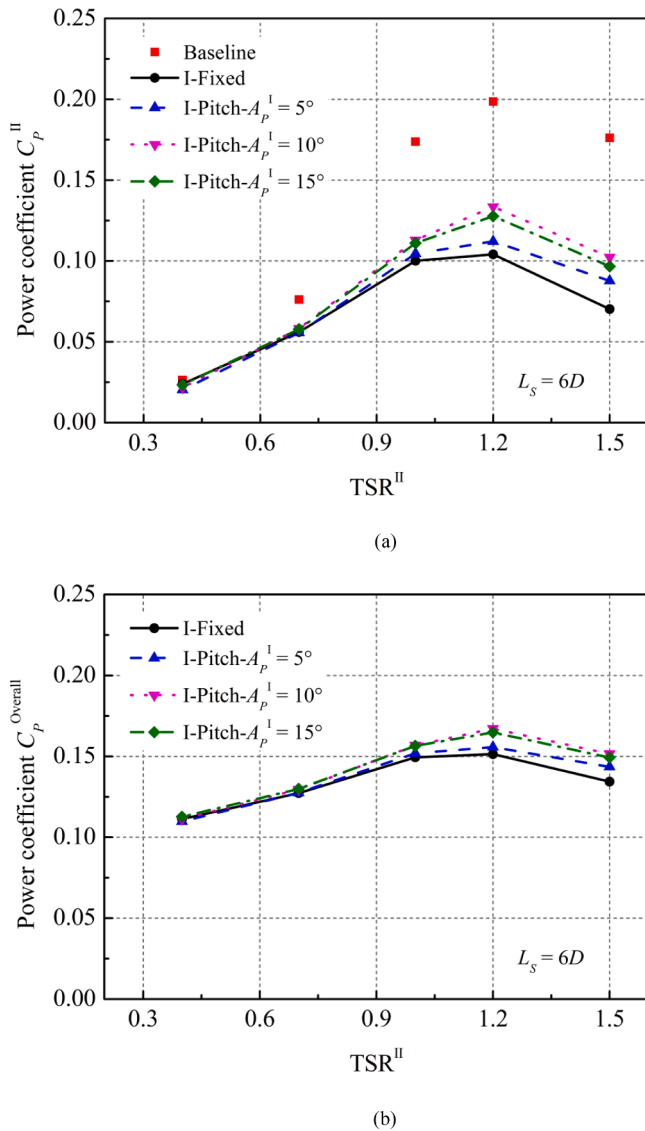 0.25
0.20
0.15
0.10
0.05
0.00
Power coefficient C_P^II
Baseline
I-Fixed
I-Pitch-A_P^I = 5°
I-Pitch-A_P^I = 10°
I-Pitch-A_P^I = 15°
L_S = 6D
0.3 0.6 0.9 1.2 1.5
TSR^II
(a)
0.25
0.20
0.15
0.10
0.05
0.00
Power coefficient C_P^Overall
I-Fixed
I-Pitch-A_P^I = 5°
I-Pitch-A_P^I = 10°
I-Pitch-A_P^I = 15°
L_S = 6D
0.3 0.6 0.9 1.2 1.5
TSR^II
(b)